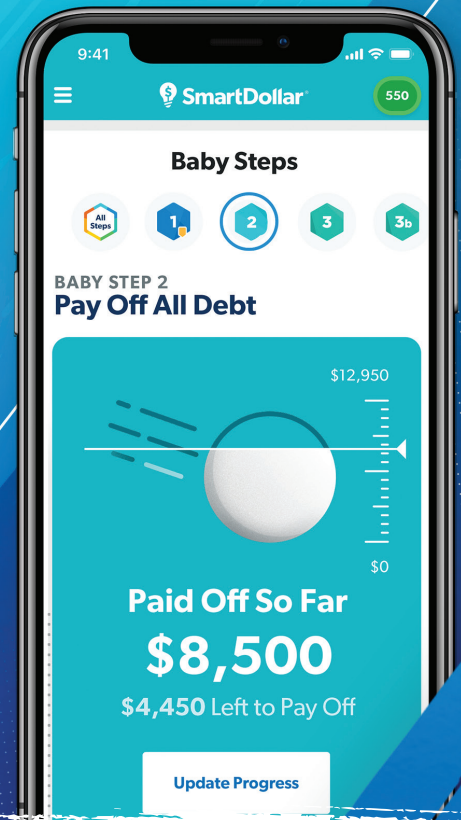 9:41
SmartDollar
550
Baby Steps
All Steps 1 2 3 3b
BABY STEP 2
Pay Off All Debt
$12,950
$0
Paid Off So Far
$8,500
$4,450 Left to Pay Off
Update Progress